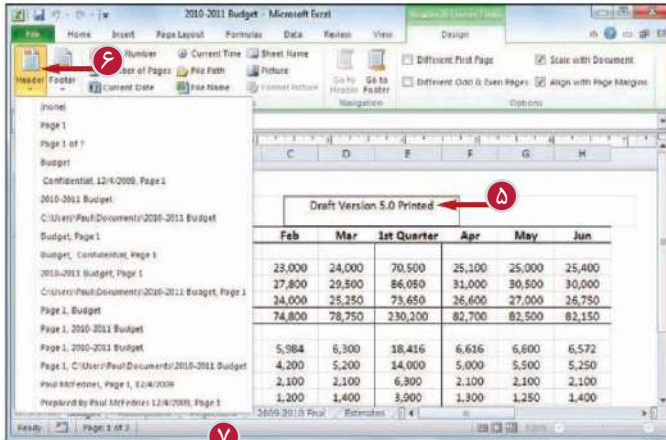 2010-2011 Budget - Microsoft Excel
File Home Insert Page Layout Formulas Data Review View Design
Number Current Time Sheet Name Different First Page Scale with Document
Header Footer Number of Pages File Path Picture Go to Header Go to Footer Different Odd & Even Pages Align with Page Margins
Current Date File Name Format Picture
Navigation Options
۶
(none)
Page 1
Page 1 of ?
Budget
Confidential, 12/4/2009, Page 1
2010-2011 Budget
C:\Users\Paul\Documents\2010-2011 Budget
Budget, Page 1
Budget, Confidential, Page 1
2010-2011 Budget, Page 1
C:\Users\Paul\Documents\2010-2011 Budget, Page 1
Page 1, Budget
Page 1, 2010-2011 Budget
Page 1, 2010-2011 Budget
Page 1, C:\Users\Paul\Documents\2010-2011 Budget
Paul McFedries, Page 1, 12/4/2009
Prepared by Paul McFedries 12/4/2009, Page 1
C D E F G H
Draft Version 5.0 Printed
۵
Feb Mar 1st Quarter Apr May Jun
23,000 24,000 70,500 25,100 25,000 25,400
27,800 29,500 86,050 31,000 30,500 30,000
24,000 25,250 73,650 26,600 27,000 26,750
74,800 78,750 230,200 82,700 82,500 82,150
5,984 6,300 18,416 6,616 6,600 6,572
4,200 5,200 14,000 5,000 5,500 5,250
2,100 2,100 6,300 2,100 2,100 2,100
1,200 1,400 3,900 1,300 1,250 1,400
2009-2010 Final Estimates
Ready Page: 1 of 3 100%
۷